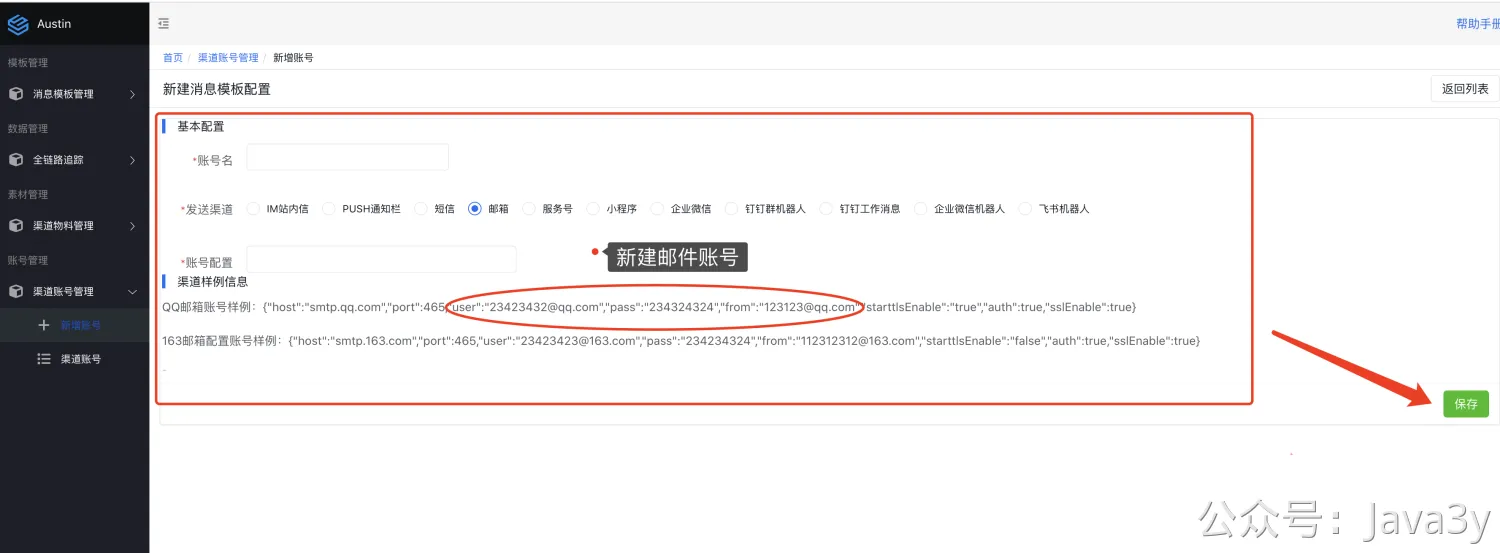 Austin
帮助手册
模板管理
消息模板管理
数据管理
全链路追踪
素材管理
渠道物料管理
账号管理
渠道账号管理
新增账号
渠道账号
首页 / 渠道账号管理 / 新增账号
新建消息模板配置
返回列表
基本配置
*账号名
*发送渠道 IM站内信 PUSH通知栏 短信 邮箱 服务号 小程序 企业微信 钉钉群机器人 钉钉工作消息 企业微信机器人 飞书机器人
*账号配置
新建邮件账号
渠道样例信息
QQ邮箱账号样例：{"host":"smtp.qq.com","port":465,"user":"23423432@qq.com","pass":"234324324","from":"123123@qq.com","starttlsEnable":"true","auth":true,"sslEnable":true}
163邮箱配置账号样例：{"host":"smtp.163.com","port":465,"user":"23423423@163.com","pass":"234234324","from":"112312312@163.com","starttlsEnable":"false","auth":true,"sslEnable":true}
保存
公众号：Java3y